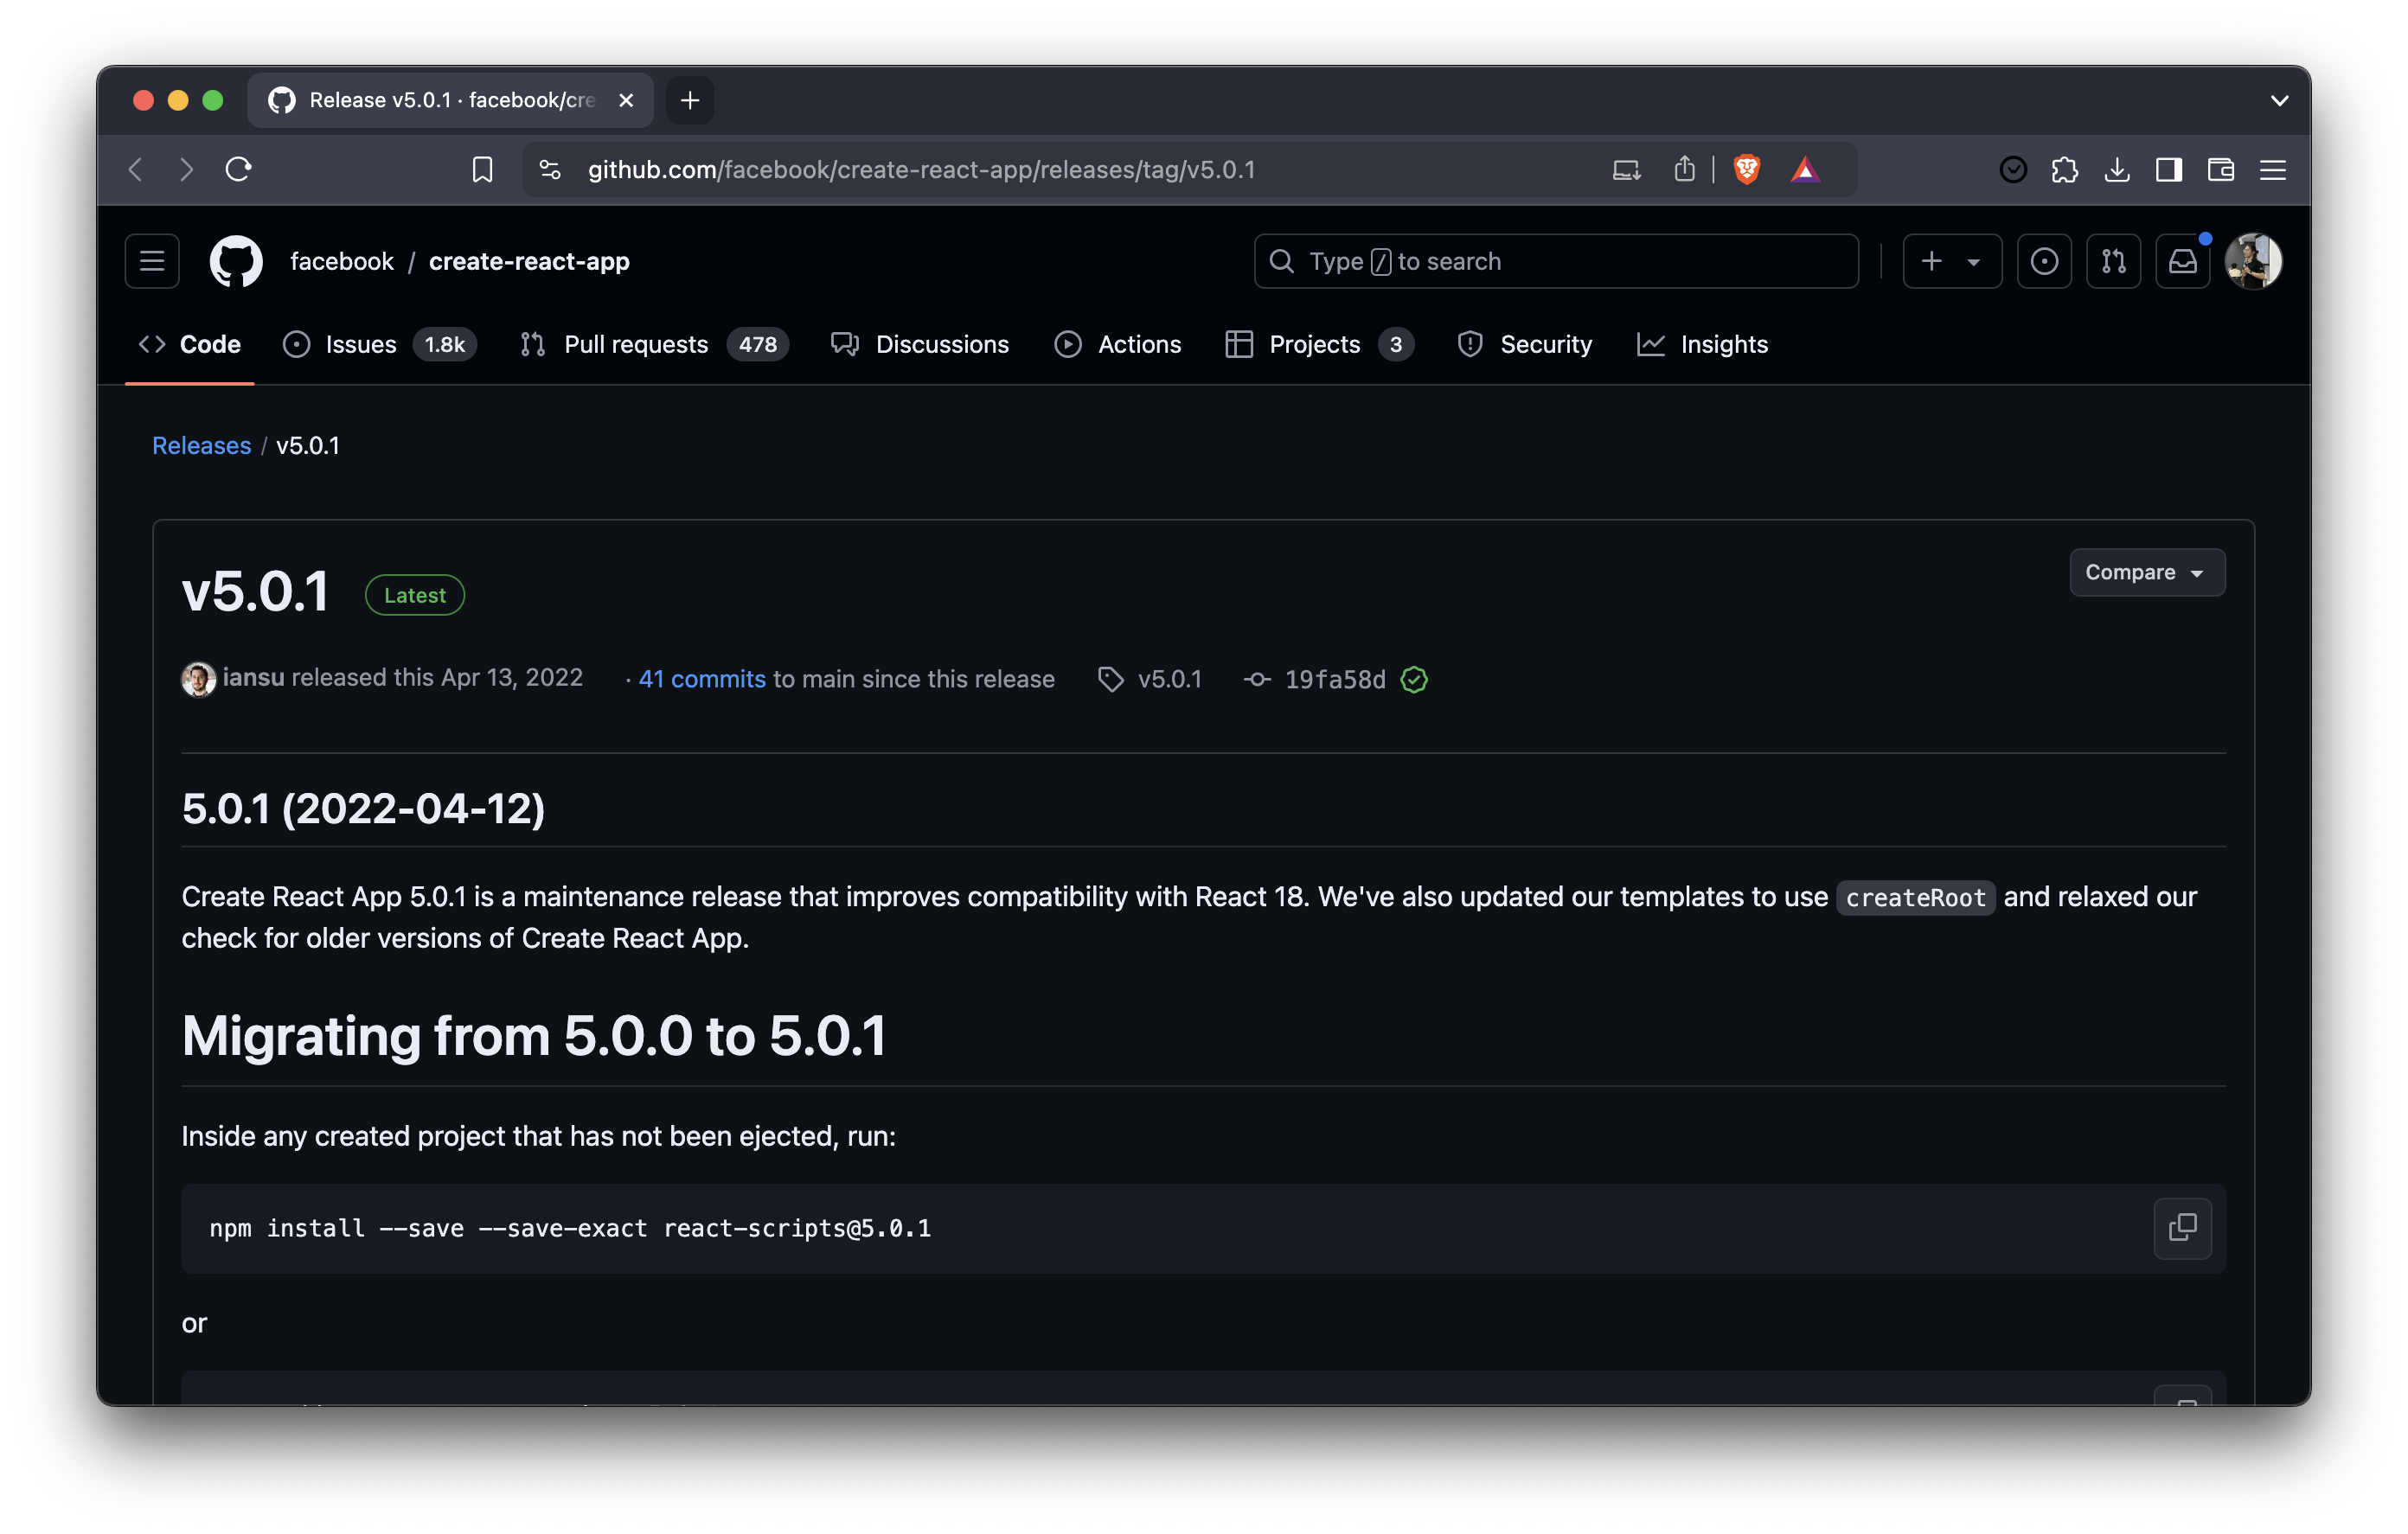 Release v5.0.1 · facebook/cre
github.com/facebook/create-react-app/releases/tag/v5.0.1
facebook / create-react-app
Type / to search
Code
Issues 1.8k
Pull requests 478
Discussions
Actions
Projects 3
Security
Insights
Releases / v5.0.1
v5.0.1 Latest
Compare
iansu released this Apr 13, 2022 · 41 commits to main since this release v5.0.1 19fa58d
5.0.1 (2022-04-12)
Create React App 5.0.1 is a maintenance release that improves compatibility with React 18. We've also updated our templates to use createRoot and relaxed our
check for older versions of Create React App.
Migrating from 5.0.0 to 5.0.1
Inside any created project that has not been ejected, run:
npm install --save --save-exact react-scripts@5.0.1
or